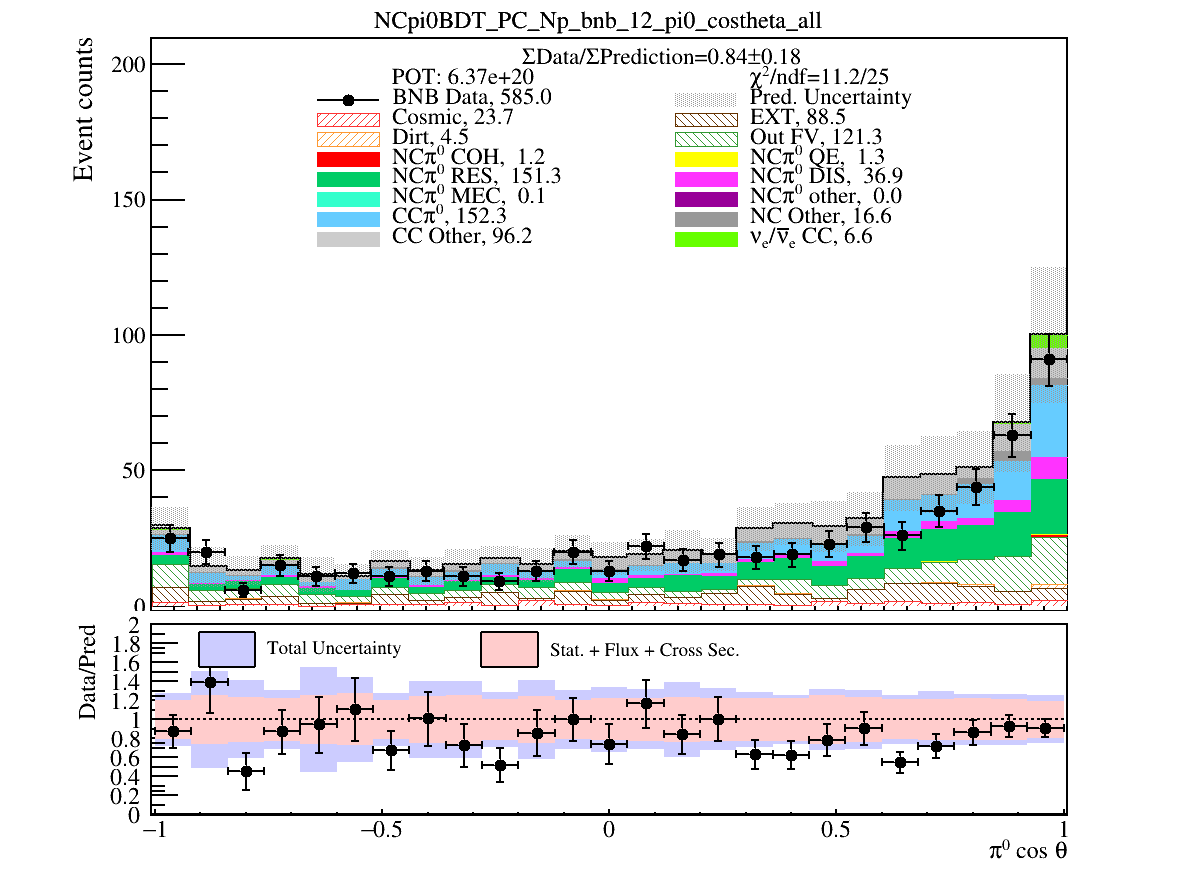 NCpi0BDT_PC_Np_bnb_12_pi0_costheta_all
ΣData/ΣPrediction=0.84±0.18
POT: 6.37e+20
χ²/ndf=11.2/25
BNB Data, 585.0
Pred. Uncertainty
Cosmic, 23.7
EXT, 88.5
Dirt, 4.5
Out FV, 121.3
NCπ⁰ COH, 1.2
NCπ⁰ QE, 1.3
NCπ⁰ RES, 151.3
NCπ⁰ DIS, 36.9
NCπ⁰ MEC, 0.1
NCπ⁰ other, 0.0
CCπ⁰, 152.3
NC Other, 16.6
CC Other, 96.2
νₑ/ν̅ₑ CC, 6.6
Event counts
200
150
100
50
0
Total Uncertainty
Stat. + Flux + Cross Sec.
Data/Pred
2
1.8
1.6
1.4
1.2
1
0.8
0.6
0.4
0.2
0
−1
−0.5
0
0.5
1
π⁰ cos θ